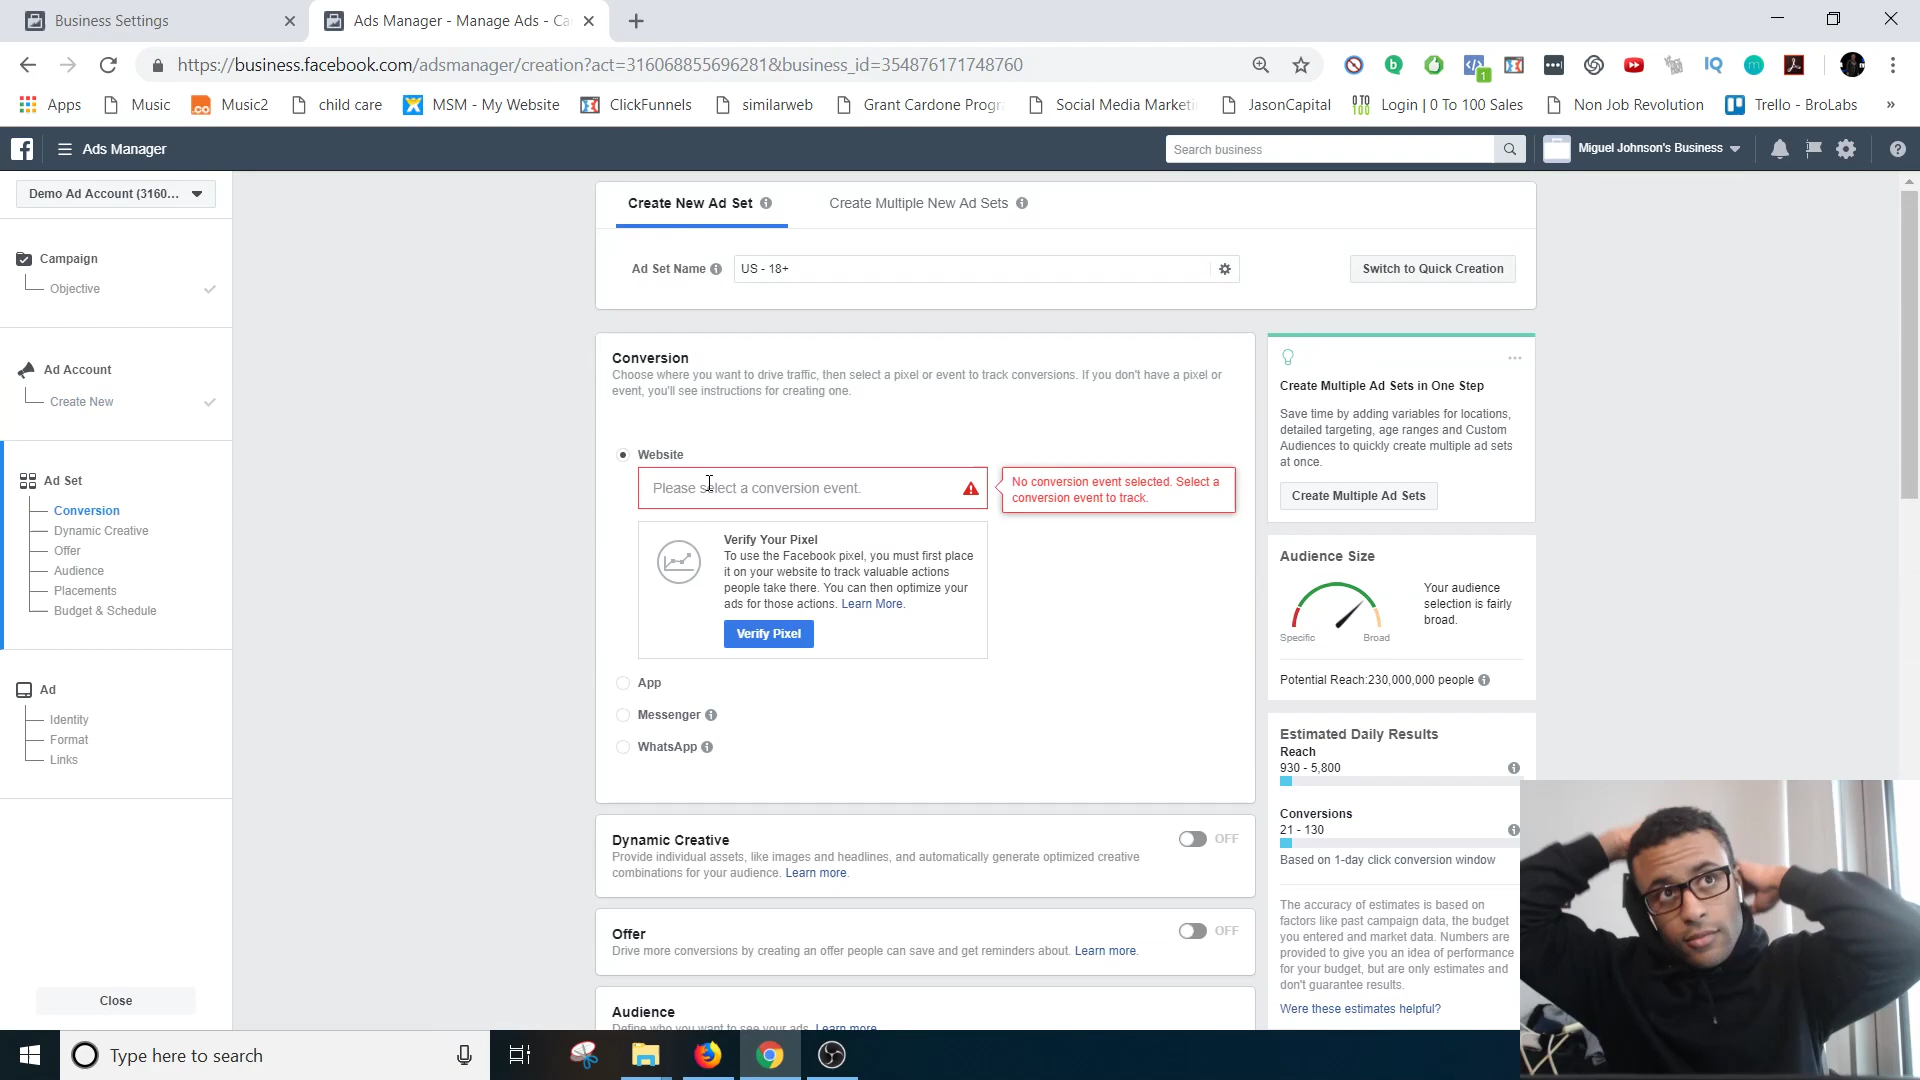 Business Settings
Ads Manager - Manage Ads - Ca
https://business.facebook.com/adsmanager/creation?act=316068855696281&business_id=354876171748760
Apps
Music
Music2
child care
MSM - My Website
ClickFunnels
similarweb
Grant Cardone Progra
Social Media Marketi
JasonCapital
Login | 0 To 100 Sales
Non Job Revolution
Trello - BroLabs
»
Ads Manager
Search business
Miguel Johnson's Business
Demo Ad Account (3160...
Campaign
Objective
Ad Account
Create New
Ad Set
Conversion
Dynamic Creative
Offer
Audience
Placements
Budget & Schedule
Ad
Identity
Format
Links
Close
Create New Ad Set
Create Multiple New Ad Sets
Ad Set Name
US - 18+
Switch to Quick Creation
Conversion
Choose where you want to drive traffic, then select a pixel or event to track conversions. If you don't have a pixel or
event, you'll see instructions for creating one.
Website
Please select a conversion event.
No conversion event selected. Select a
conversion event to track.
Verify Your Pixel
To use the Facebook pixel, you must first place
it on your website to track valuable actions
people take there. You can then optimize your
ads for those actions. Learn More.
Verify Pixel
App
Messenger
WhatsApp
Dynamic Creative
OFF
Provide individual assets, like images and headlines, and automatically generate optimized creative
combinations for your audience. Learn more.
Offer
OFF
Drive more conversions by creating an offer people can save and get reminders about. Learn more.
Audience
Define who you want to see your ads. Learn more.
Create Multiple Ad Sets in One Step
Save time by adding variables for locations,
detailed targeting, age ranges and Custom
Audiences to quickly create multiple ad sets
at once.
Create Multiple Ad Sets
Audience Size
Specific
Broad
Your audience
selection is fairly
broad.
Potential Reach:230,000,000 people
Estimated Daily Results
Reach
930 - 5,800
Conversions
21 - 130
Based on 1-day click conversion window
The accuracy of estimates is based on
factors like past campaign data, the budget
you entered and market data. Numbers are
provided to give you an idea of performance
for your budget, but are only estimates and
don't guarantee results.
Were these estimates helpful?
Type here to search